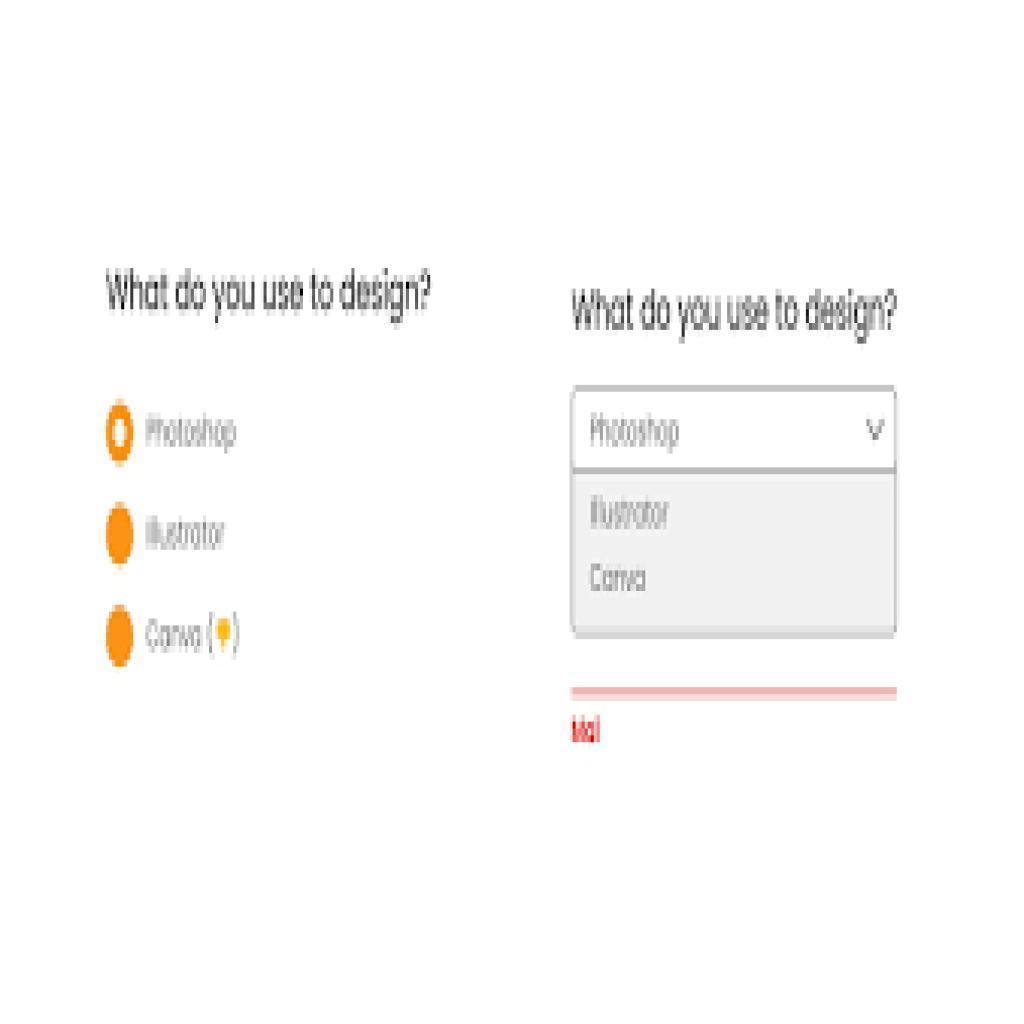 What do you use to design?
Photoshop
Illustrator
Canva (💡)
What do you use to design?
Photoshop
Illustrator
Canva
Mal